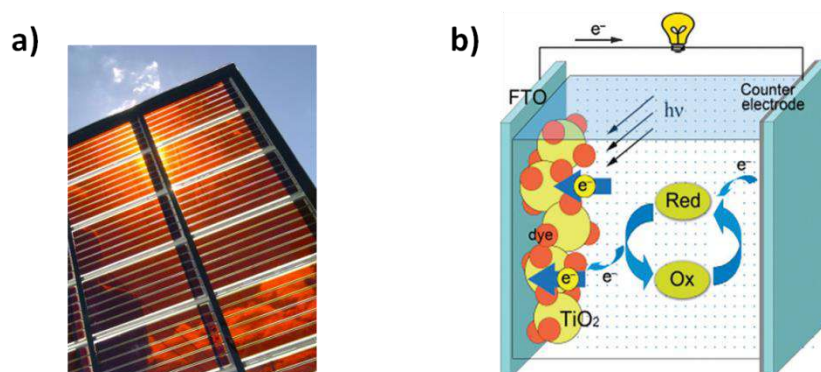 a)
b)
e⁻
FTO
Counter
electrode
hν
e⁻
e⁻
Red
dye
e⁻
Ox
e⁻
TiO₂